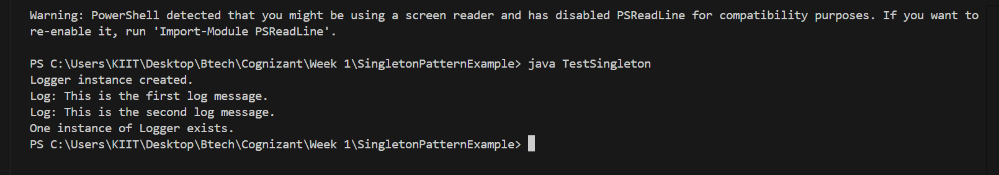 Warning: PowerShell detected that you might be using a screen reader and has disabled PSReadLine for compatibility purposes. If you want to
re-enable it, run 'Import-Module PSReadLine'.
PS C:\Users\KIIT\Desktop\Btech\Cognizant\Week 1\SingletonPatternExample> java TestSingleton
Logger instance created.
Log: This is the first log message.
Log: This is the second log message.
One instance of Logger exists.
PS C:\Users\KIIT\Desktop\Btech\Cognizant\Week 1\SingletonPatternExample>